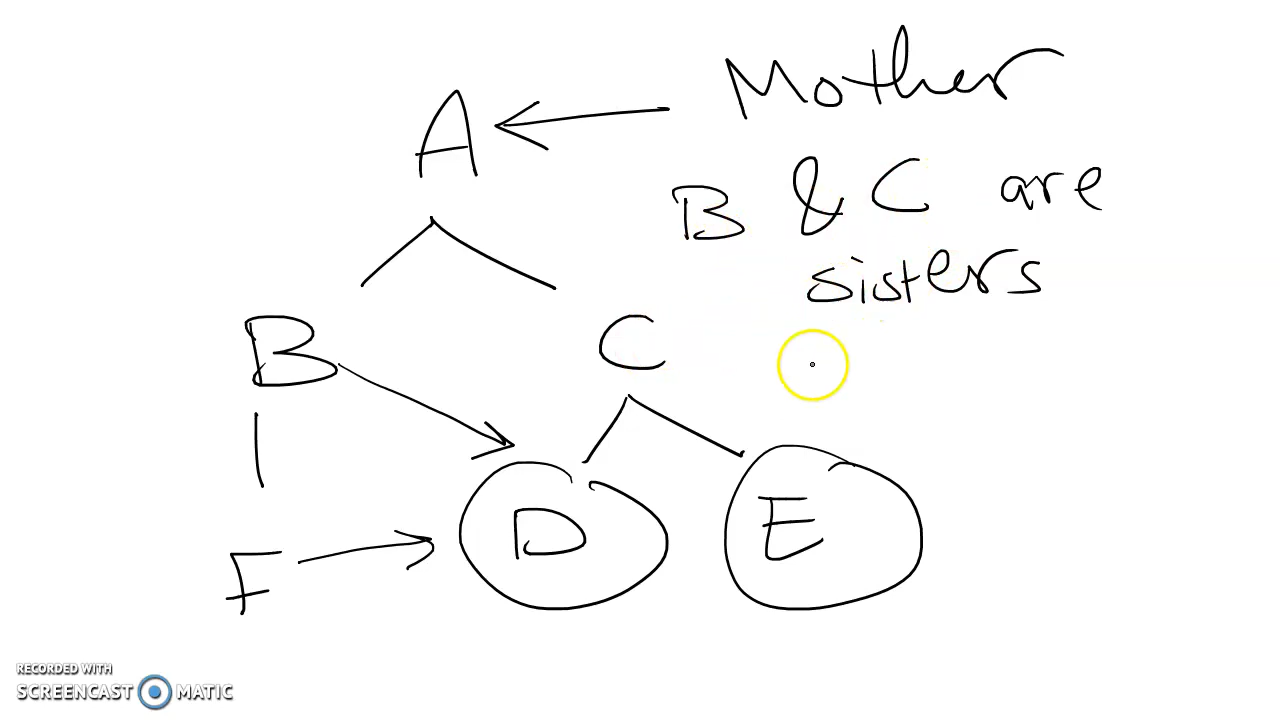 Mother
A
B & C are
sisters
B
C
D
E
F
RECORDED WITH
SCREENCAST MATIC